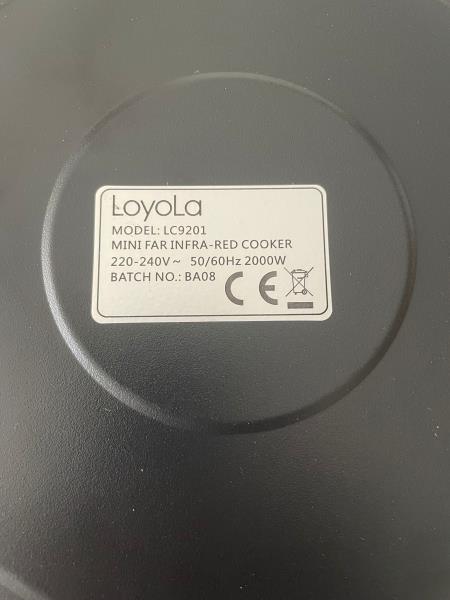 LoyoLa
MODEL: LC9201
MINI FAR INFRA-RED COOKER
220-240V~ 50/60Hz 2000W
BATCH NO.: BA08
CE